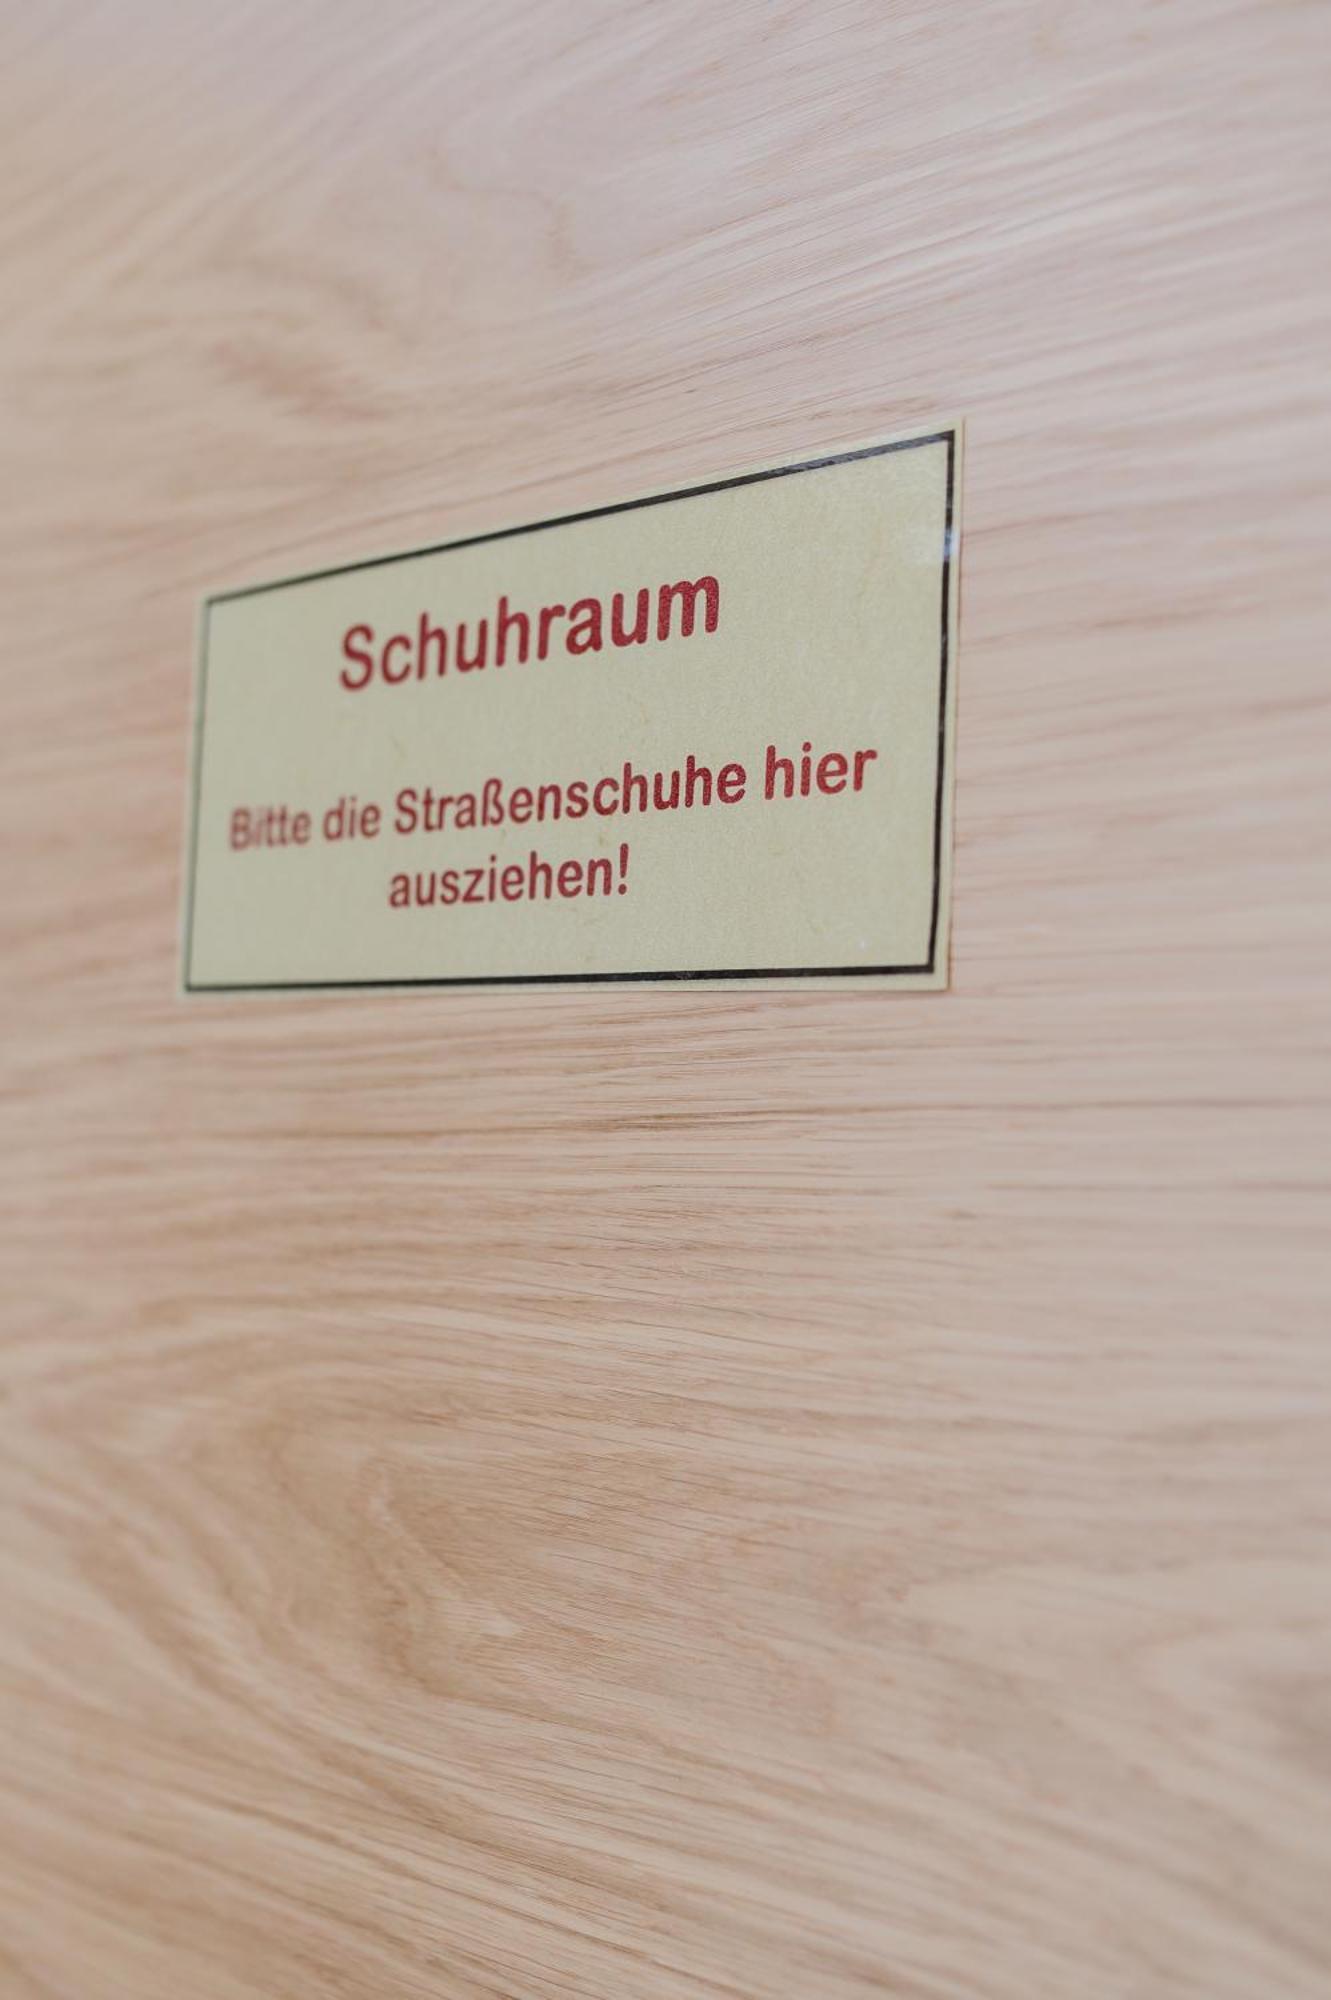 Schuhraum
Bitte die Straßenschuhe hier
ausziehen!